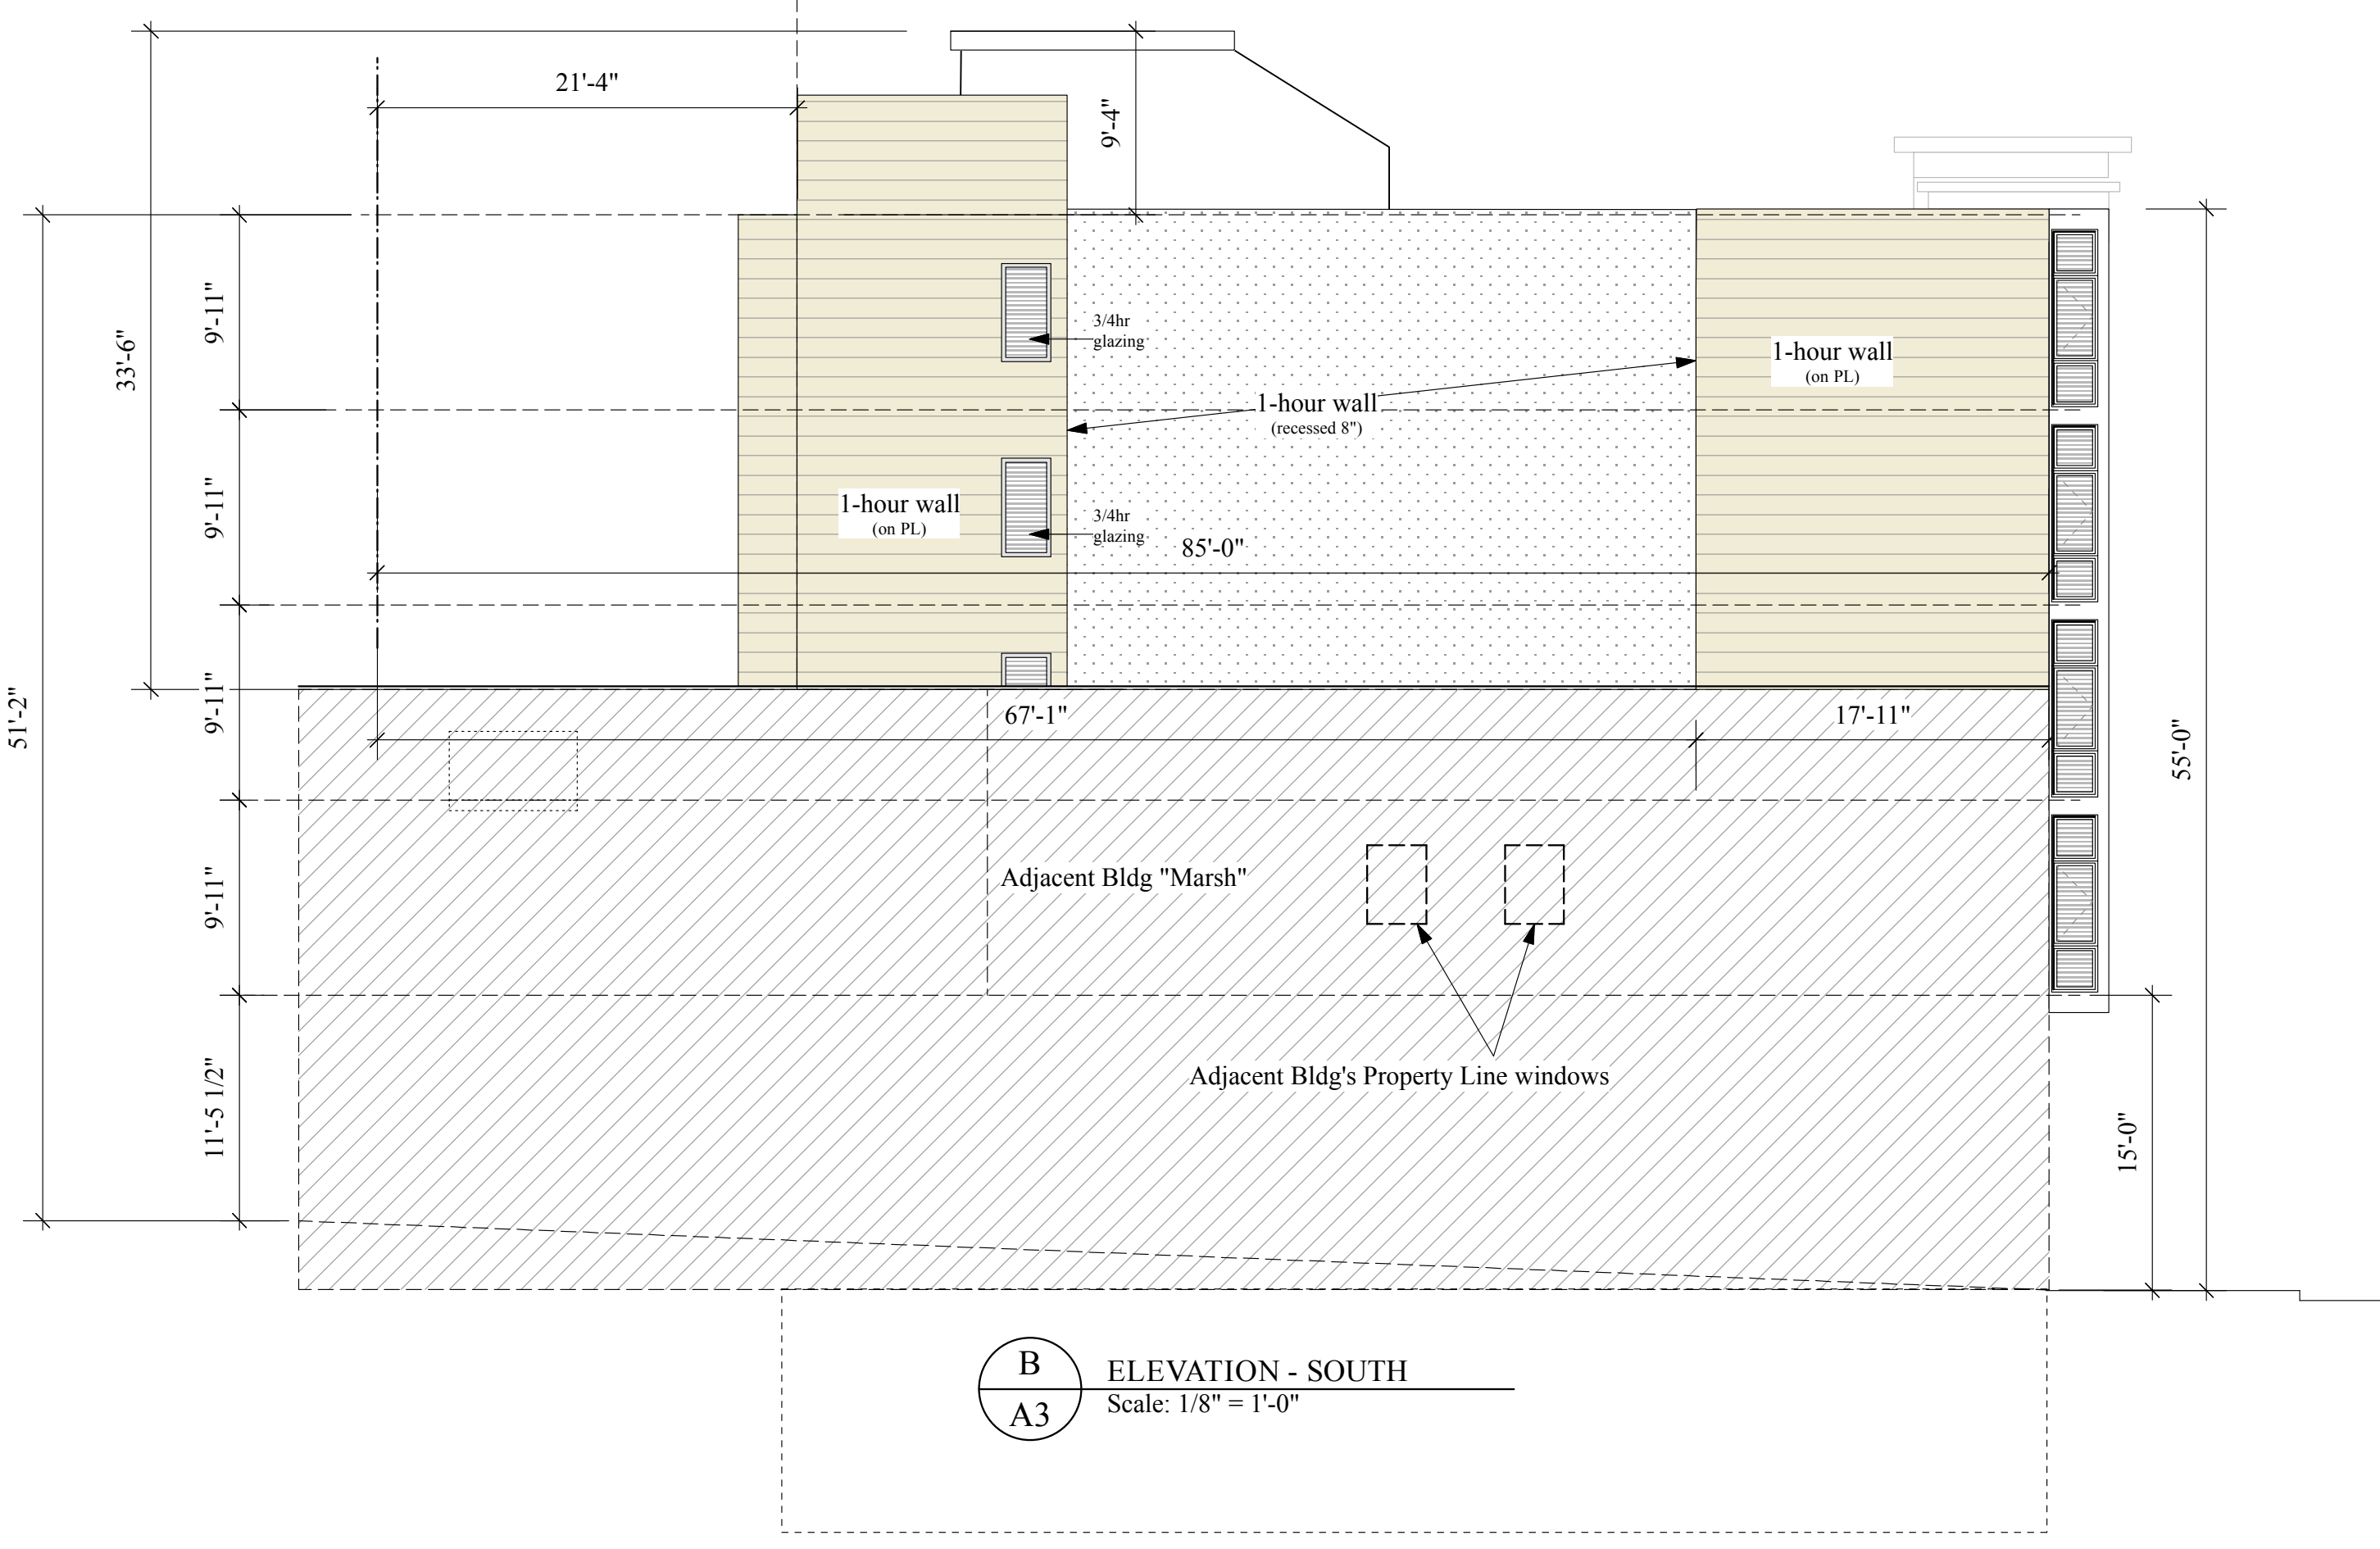 21'-4"
9'-4"
33'-6"
9'-11"
3/4hr
glazing
1-hour wall
(on PL)
1-hour wall
(recessed 8")
9'-11"
1-hour wall
(on PL)
3/4hr
glazing
85'-0"
51'-2"
9'-11"
67'-1"
17'-11"
55'-0"
9'-11"
Adjacent Bldg "Marsh"
11'-5 1/2"
Adjacent Bldg's Property Line windows
15'-0"
B
A3
ELEVATION - SOUTH
Scale: 1/8" = 1'-0"